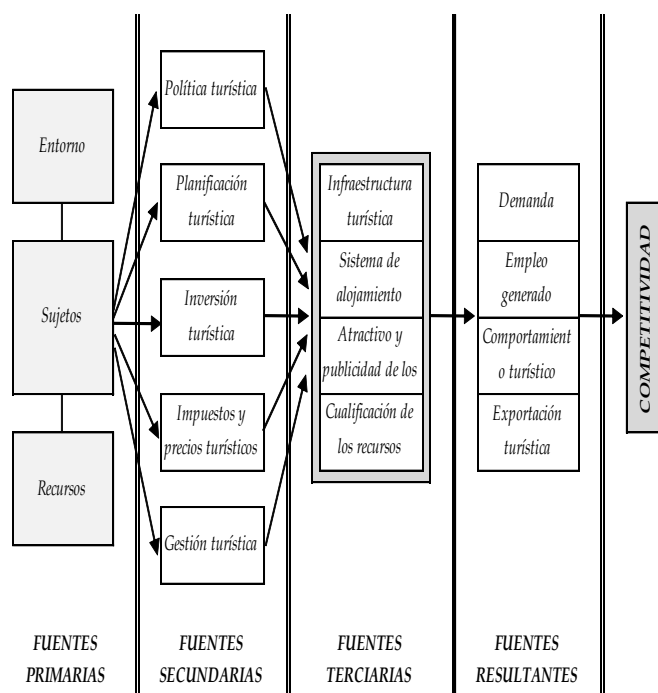 Entorno
Sujetos
Recursos
Política turística
Planificación
turística
Inversión
turística
Impuestos y
precios turísticos
Gestión turística
Infraestructura
turística
Sistema de
alojamiento
Atractivo y
publicidad de los
Cualificación de
los recursos
Demanda
Empleo
generado
Comportamient
o turístico
Exportación
turística
COMPETITIVIDAD
FUENTES
PRIMARIAS
FUENTES
SECUNDARIAS
FUENTES
TERCIARIAS
FUENTES
RESULTANTES